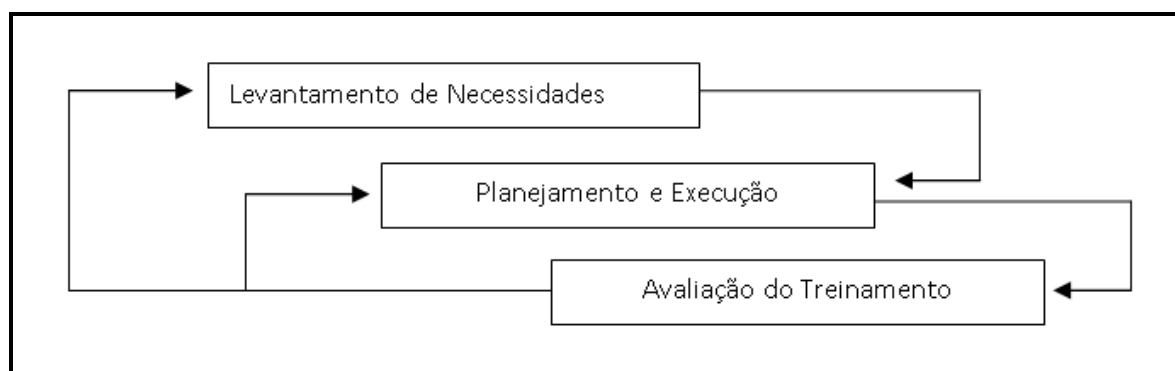 Levantamento de Necessidades
Planejamento e Execução
Avaliação do Treinamento